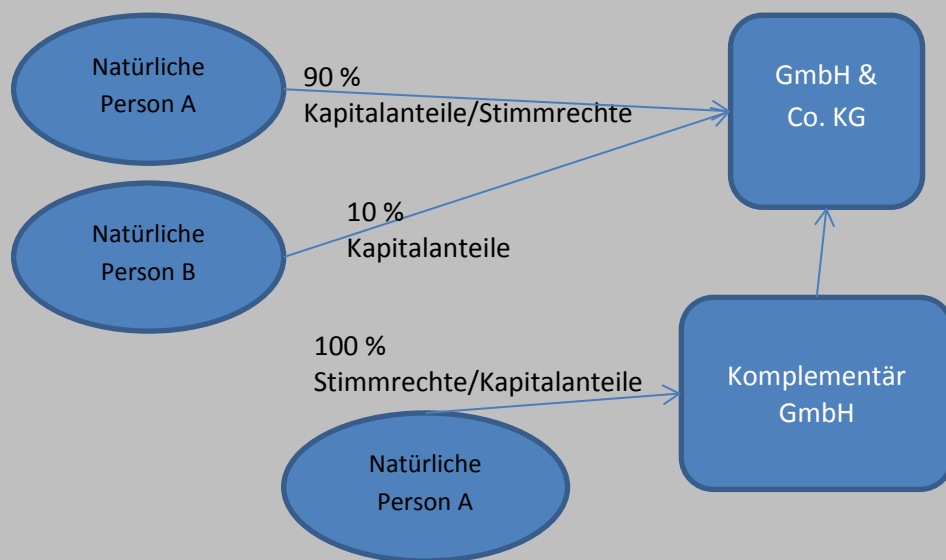 Natürliche
Person A
90 %
Kapitalanteile/Stimmrechte
GmbH &
Co. KG
Natürliche
Person B
10 %
Kapitalanteile
100 %
Stimmrechte/Kapitalanteile
Komplementär
GmbH
Natürliche
Person A